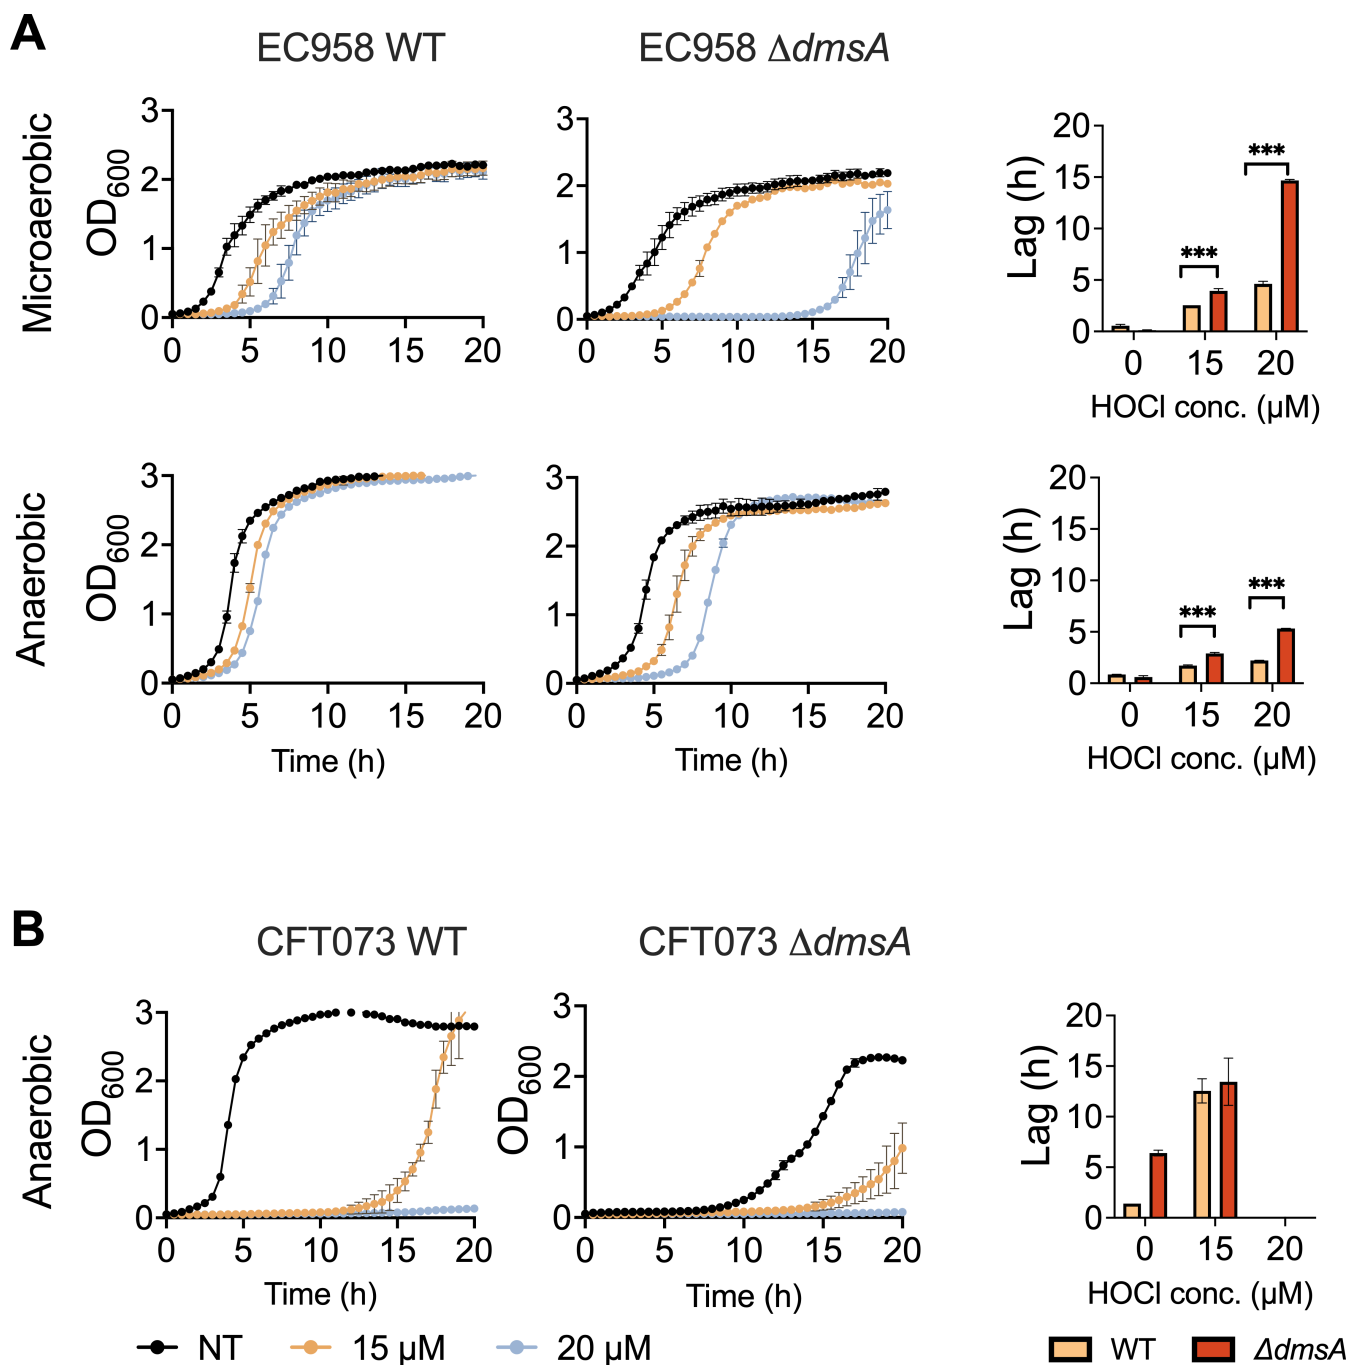 A
EC958 WT
EC958 ΔdmsA
Microaerobic
OD600
3
2
1
0
0 5 10 15 20
3
2
1
0
0 5 10 15 20
Lag (h)
20
15
10
5
0
***
***
0 15 20
HOCl conc. (µM)
Anaerobic
OD600
3
2
1
0
0 5 10 15 20
Time (h)
3
2
1
0
0 5 10 15 20
Time (h)
Lag (h)
20
15
10
5
0
***
***
0 15 20
HOCl conc. (µM)
B
CFT073 WT
CFT073 ΔdmsA
Anaerobic
OD600
3
2
1
0
0 5 10 15 20
Time (h)
OD600
3
2
1
0
0 5 10 15 20
Time (h)
Lag (h)
20
15
10
5
0
0 15 20
HOCl conc. (µM)
NT 15 µM 20 µM
WT ΔdmsA